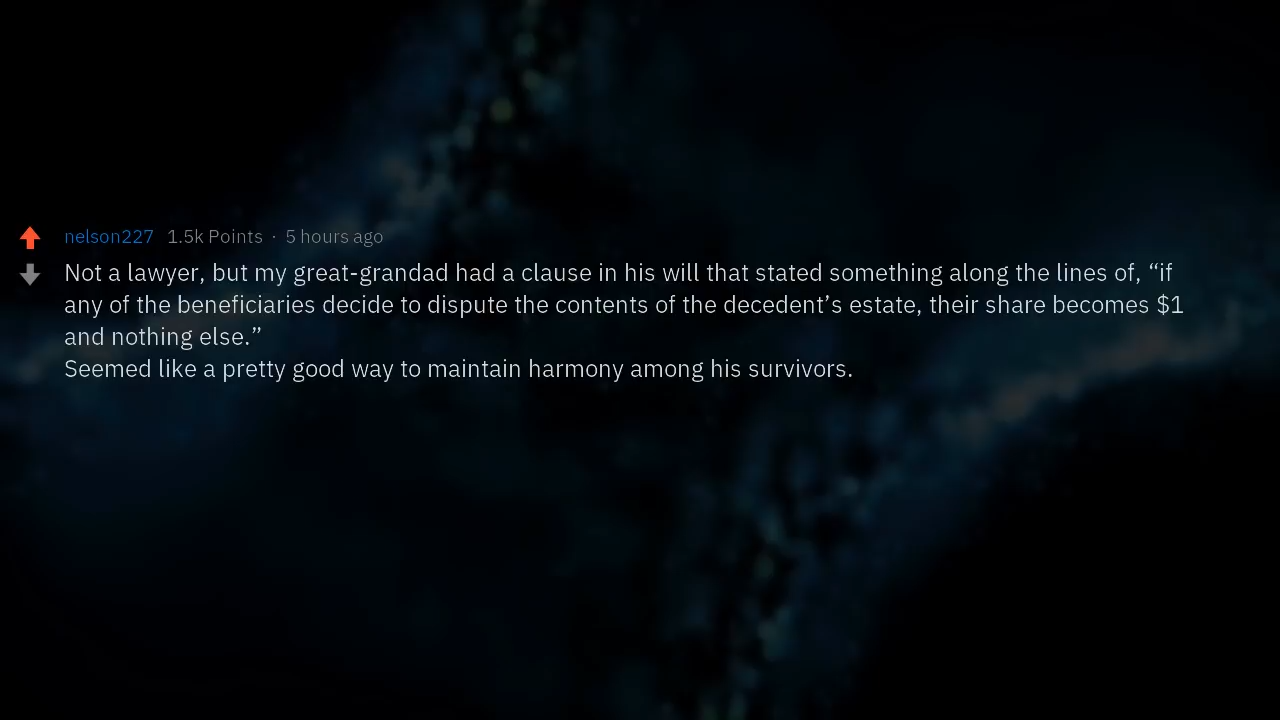 nelson227 1.5k Points · 5 hours ago
Not a lawyer, but my great-grandad had a clause in his will that stated something along the lines of, “if
any of the beneficiaries decide to dispute the contents of the decedent’s estate, their share becomes $1
and nothing else.”
Seemed like a pretty good way to maintain harmony among his survivors.